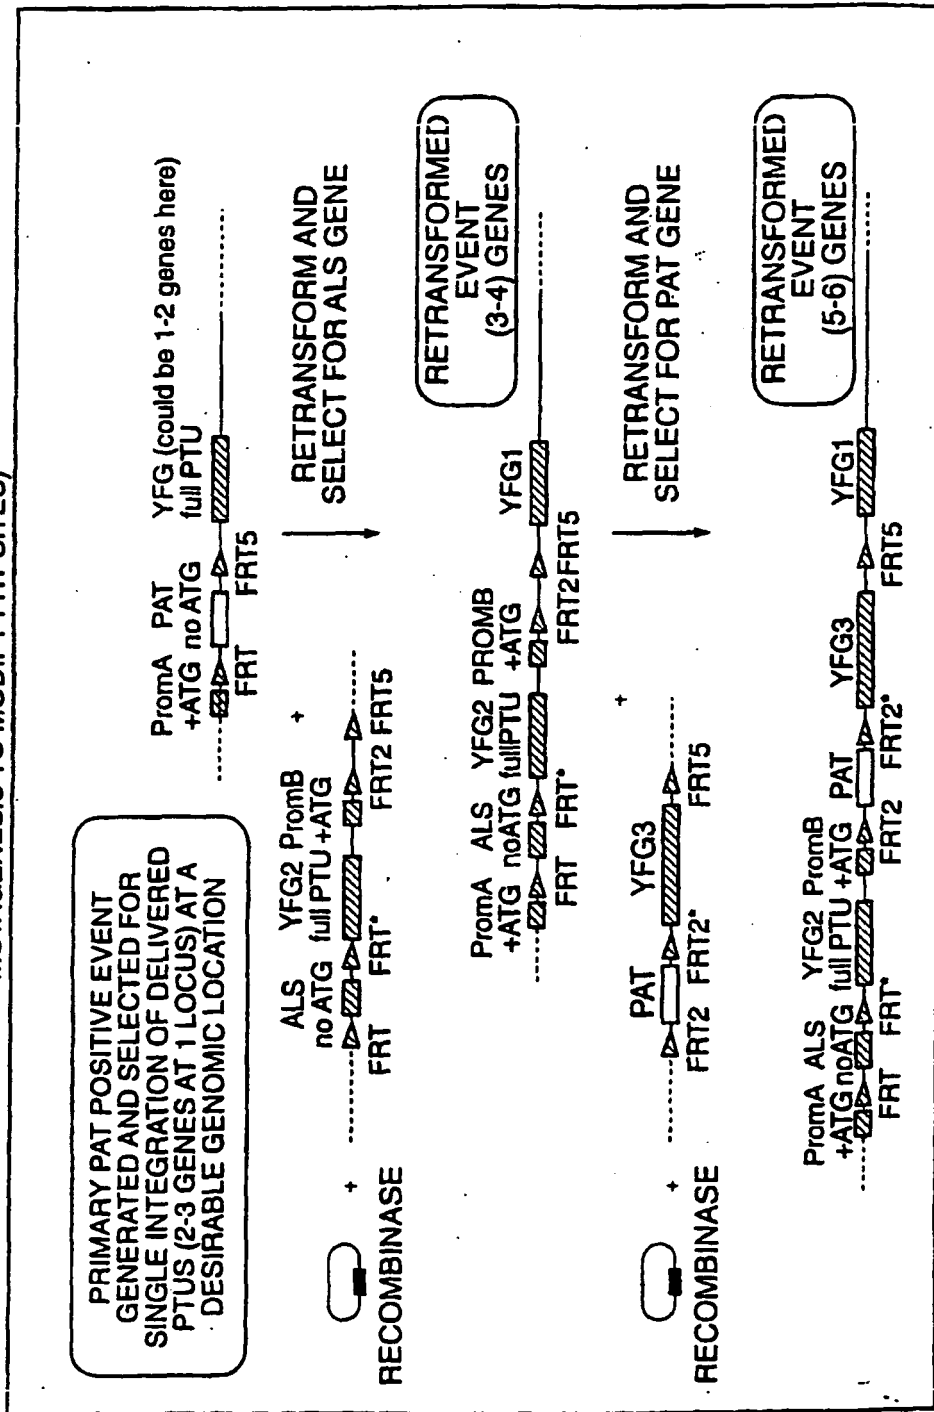 MUTAGENESIS TO MODIFY FRT SITES)
PRIMARY PAT POSITIVE EVENT
GENERATED AND SELECTED FOR
SINGLE INTEGRATION OF DELIVERED
PTUS (2-3 GENES AT 1 LOCUS) AT A
DESIRABLE GENOMIC LOCATION
PromA PAT YFG (could be 1-2 genes here)
+ATG no ATG full PTU
FRT FRT5
RETRANSFORM AND
SELECT FOR ALS GENE
+
ALS YFG2 PromB
no ATG full PTU +ATG
FRT FRT* FRT2 FRT5
+
RECOMBINASE
RETRANSFORMED
EVENT
(3-4) GENES
PromA ALS YFG2 PROMB YFG1
+ATG noATG fullPTU +ATG
FRT FRT* FRT2FRT5
RETRANSFORM AND
SELECT FOR PAT GENE
+
PAT YFG3
FRT2 FRT2* FRT5
+
RECOMBINASE
RETRANSFORMED
EVENT
(5-6) GENES
PromA ALS YFG2 PromB PAT YFG3 YFG1
+ATG noATG full PTU +ATG
FRT FRT* FRT2 FRT2* FRT5